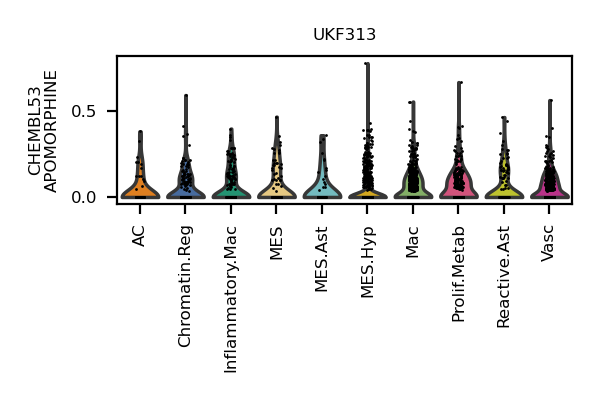 UKF313
CHEMBL53
APOMORPHINE
0.5
0.0
AC
Chromatin.Reg
Inflammatory.Mac
MES
MES.Ast
MES.Hyp
Mac
Prolif.Metab
Reactive.Ast
Vasc